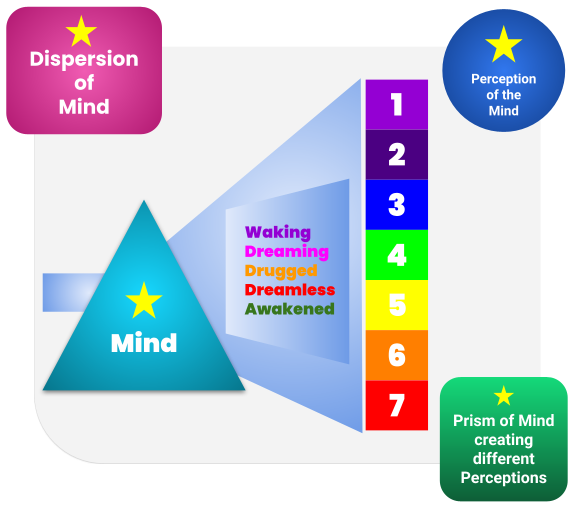 Dispersion
of
Mind
Perception
of the
Mind
1
2
3
4
5
6
7
Waking
Dreaming
Drugged
Dreamless
Awakened
Mind
Prism of Mind
creating
different
Perceptions